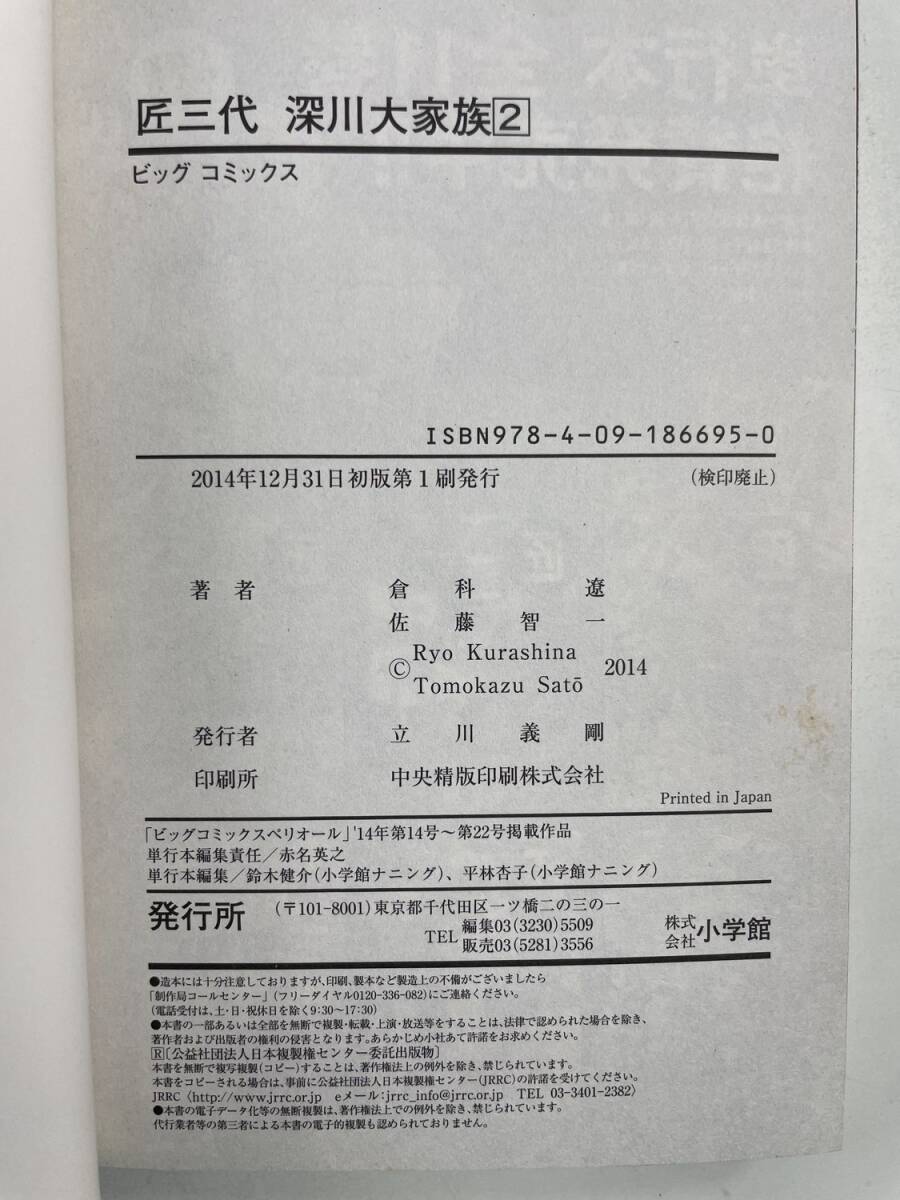 匠三代 深川大家族2
ビッグ コミックス
ISBN978-4-09-186695-0
2014年12月31日初版第1刷発行 (検印廃止)
著者 倉科遼
佐藤智一
©Ryo Kurashina
Tomokazu Satō 2014
発行者 立川義剛
印刷所 中央精版印刷株式会社
Printed in Japan
「ビッグコミックスペリオール」'14年第14号〜第22号掲載作品
単行本編集責任/赤名英之
単行本編集/鈴木健介(小学館ナニング)、平林杏子(小学館ナニング)
発行所 (〒101-8001)東京都千代田区一ツ橋二の三の一
TEL 編集03(3230)5509
販売03(5281)3556
株式会社 小学館
●造本には十分注意しておりますが、印刷、製本など製造上の不備がございましたら
「制作局コールセンター」(フリーダイヤル0120-336-082)にご連絡ください。
(電話受付は、土・日・祝休日を除く9:30〜17:30)
●本書の一部あるいは全部を無断で複製・転載・上演・放送等をすることは、法律で認められた場合を除き、
著作者および出版者の権利の侵害となります。あらかじめ小社あて許諾をお求めください。
R[公益社団法人日本複製権センター委託出版物]
本書を無断で複写複製(コピー)することは、著作権法上の例外を除き、禁じられています。
本書をコピーされる場合は、事前に公益社団法人日本複製権センター(JRRC)の許諾を受けてください。
JRRC〈http://www.jrrc.or.jp eメール:jrrc_info@jrrc.or.jp TEL 03-3401-2382〉
●本書の電子データ化等の無断複製は、著作権法上での例外を除き、禁じられています。
代行業者等の第三者による本書の電子的複製も認められておりません。